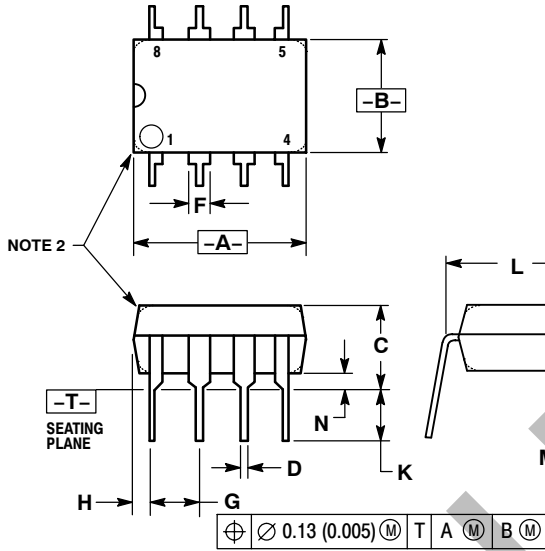 8 5
–B–
1 4
F
NOTE 2
–A–
L
C
–T–
SEATING
PLANE
N
D
K
H
G
⌖ ∅ 0.13 (0.005) Ⓜ T A Ⓜ B Ⓜ